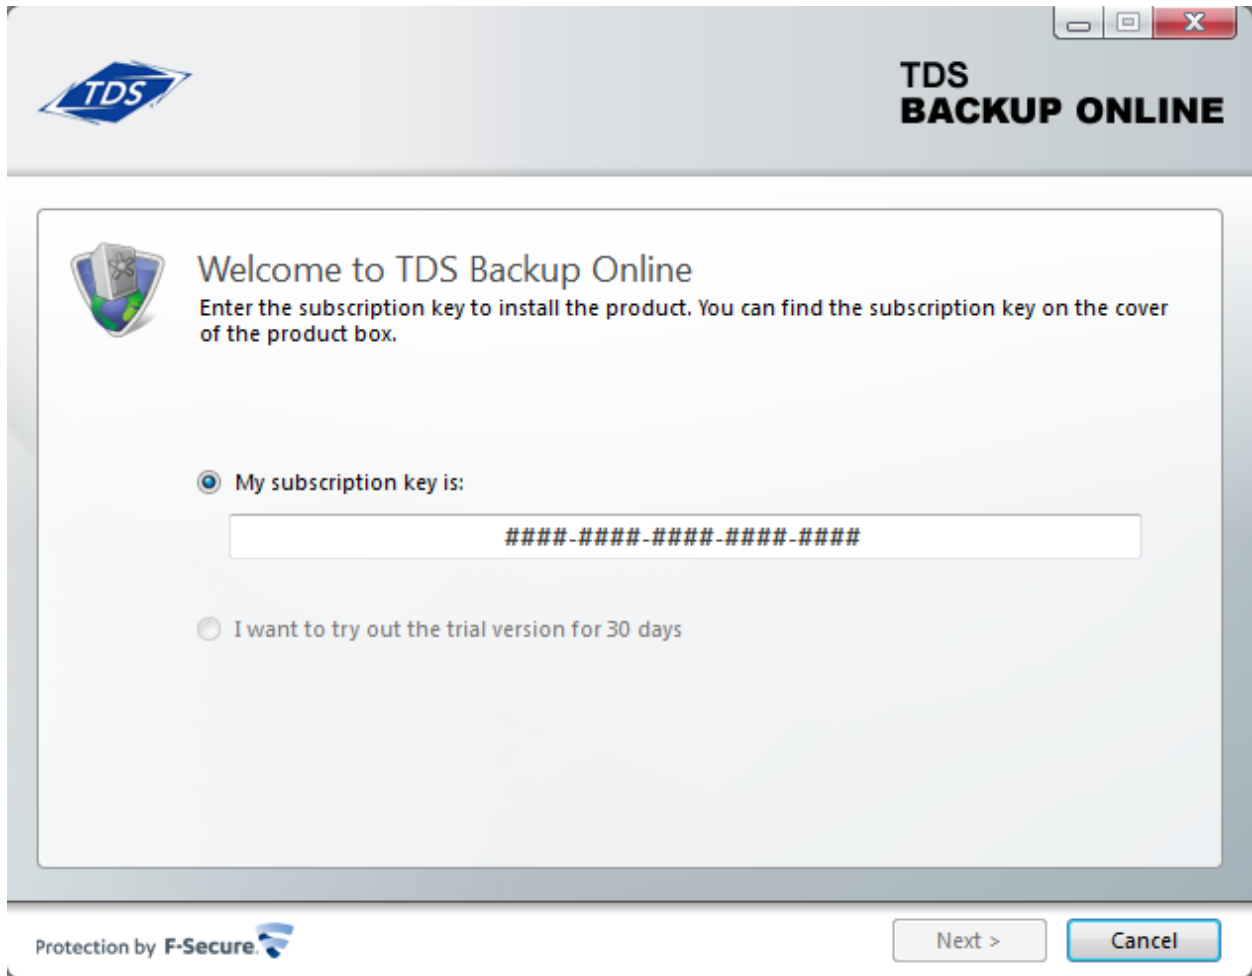 TDS
TDS
BACKUP ONLINE
Welcome to TDS Backup Online
Enter the subscription key to install the product. You can find the subscription key on the cover
of the product box.
My subscription key is:
####-####-####-####-####
I want to try out the trial version for 30 days
Protection by F-Secure.
Next >
Cancel